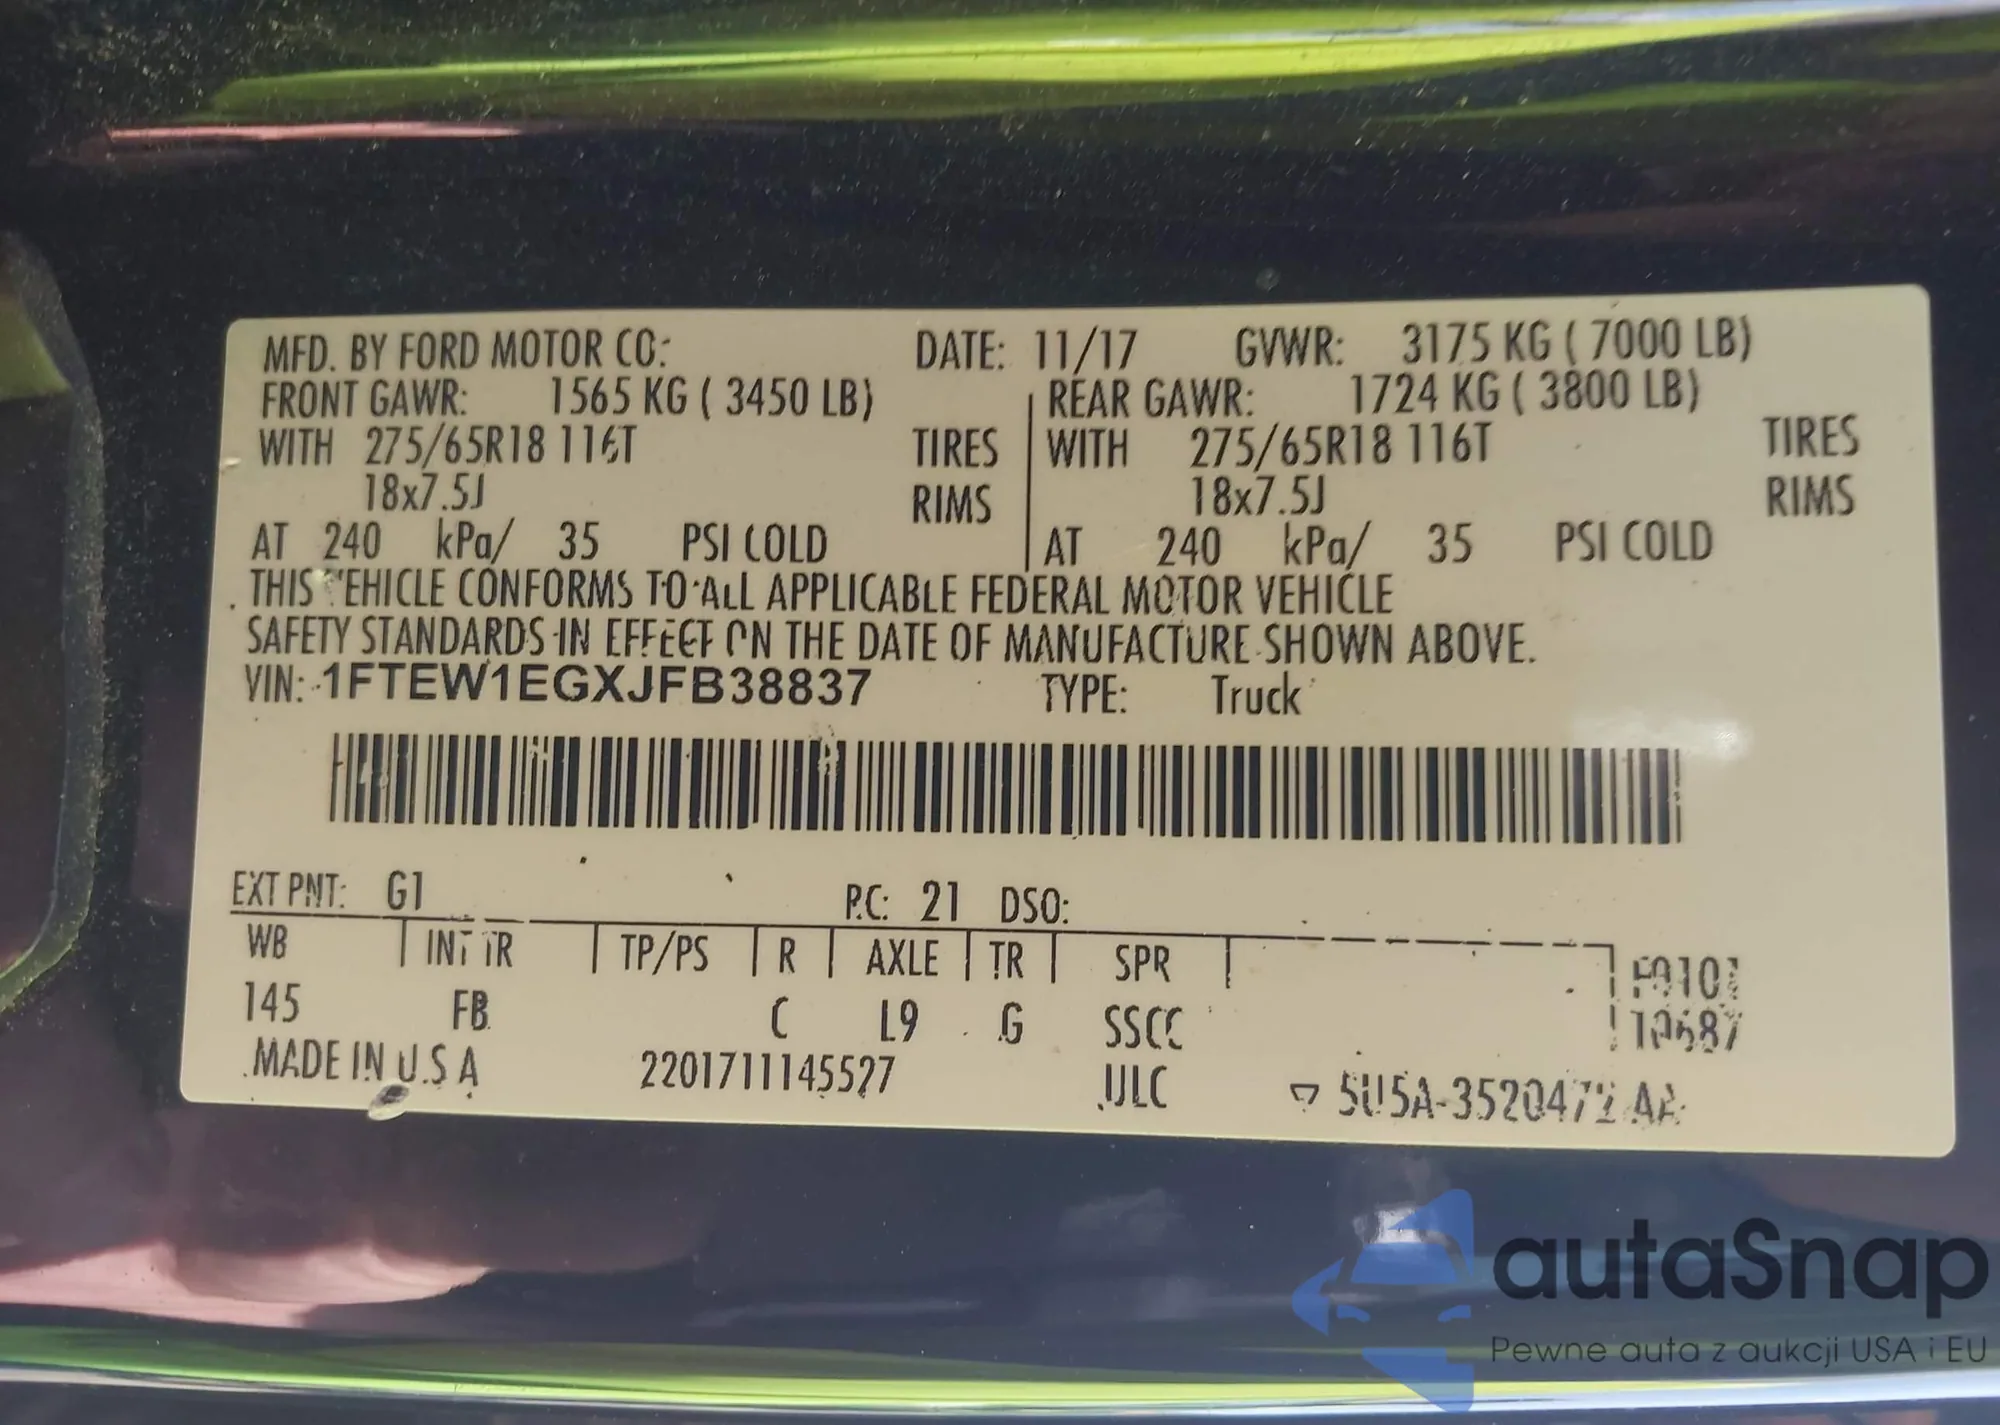 MFD. BY FORD MOTOR CO: DATE: 11/17 GVWR: 3175 KG ( 7000 LB)
FRONT GAWR: 1565 KG ( 3450 LB) REAR GAWR: 1724 KG ( 3800 LB)
WITH 275/65R18 116T TIRES WITH 275/65R18 116T TIRES
18x7.5J RIMS 18x7.5J RIMS
AT 240 kPa/ 35 PSI COLD AT 240 kPa/ 35 PSI COLD
THIS VEHICLE CONFORMS TO ALL APPLICABLE FEDERAL MOTOR VEHICLE
SAFETY STANDARDS IN EFFECT ON THE DATE OF MANUFACTURE SHOWN ABOVE.
VIN: 1FTEW1EGXJFB38837 TYPE: Truck
EXT PNT: G1 P.C: 21 DSO:
WB INT TR TP/PS R AXLE TR SPR
145 FB C L9 G SSCC
MADE IN U.S A 2201711145527 ULC
autaSnap
Pewne auta z aukcji USA i EU